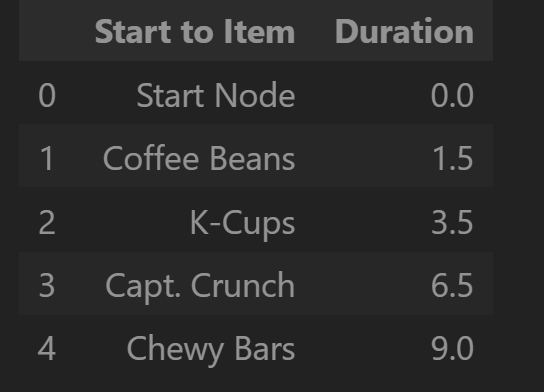 Start to Item Duration
0 Start Node 0.0
1 Coffee Beans 1.5
2 K-Cups 3.5
3 Capt. Crunch 6.5
4 Chewy Bars 9.0